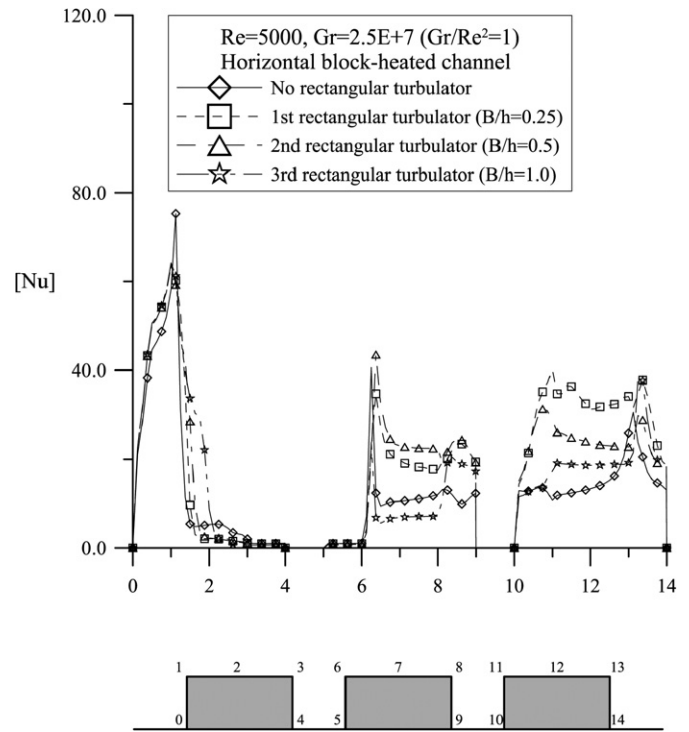 120.0
Re=5000, Gr=2.5E+7 (Gr/Re²=1)
Horizontal block-heated channel
No rectangular turbulator
1st rectangular turbulator (B/h=0.25)
2nd rectangular turbulator (B/h=0.5)
3rd rectangular turbulator (B/h=1.0)
80.0
[Nu]
40.0
0.0
0 2 4 6 8 10 12 14
1 2 3 6 7 8 11 12 13
0 4 5 9 10 14